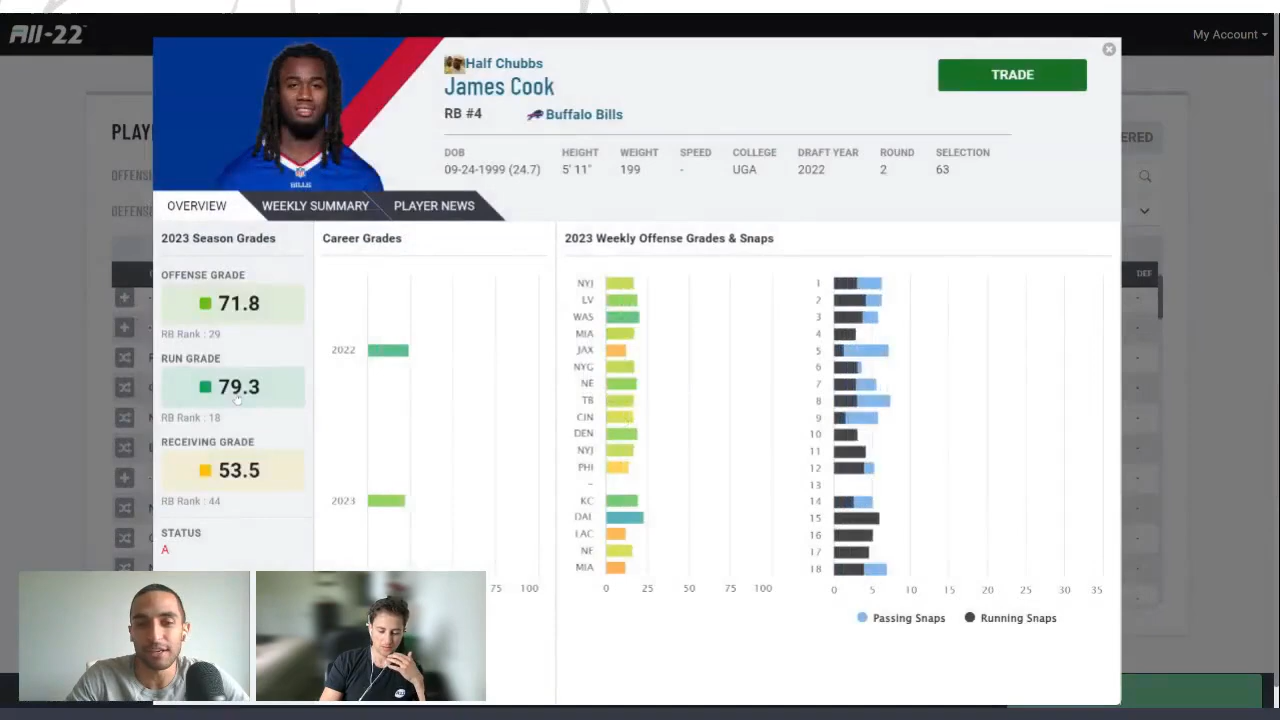 All-22
My Account
Half Chubbs
James Cook
RB #4
Buffalo Bills
TRADE
DOB
HEIGHT
WEIGHT
SPEED
COLLEGE
DRAFT YEAR
ROUND
SELECTION
09-24-1999 (24.7)
5' 11"
199
-
UGA
2022
2
63
PLAY
ERED
OFFENSI
DEFENS
DEF
BILLS
OVERVIEW
WEEKLY SUMMARY
PLAYER NEWS
2023 Season Grades
Career Grades
2023 Weekly Offense Grades & Snaps
OFFENSE GRADE
71.8
RB Rank : 29
RUN GRADE
79.3
RB Rank : 18
RECEIVING GRADE
53.5
RB Rank : 44
STATUS
A
2022
2023
75 100
NYJ
LV
WAS
MIA
JAX
NYG
NE
TB
CIN
DEN
NYJ
PHI
-
KC
DAL
LAC
NE
MIA
0 25 50 75 100
1
2
3
4
5
6
7
8
9
10
11
12
13
14
15
16
17
18
0 5 10 15 20 25 30 35
Passing Snaps
Running Snaps